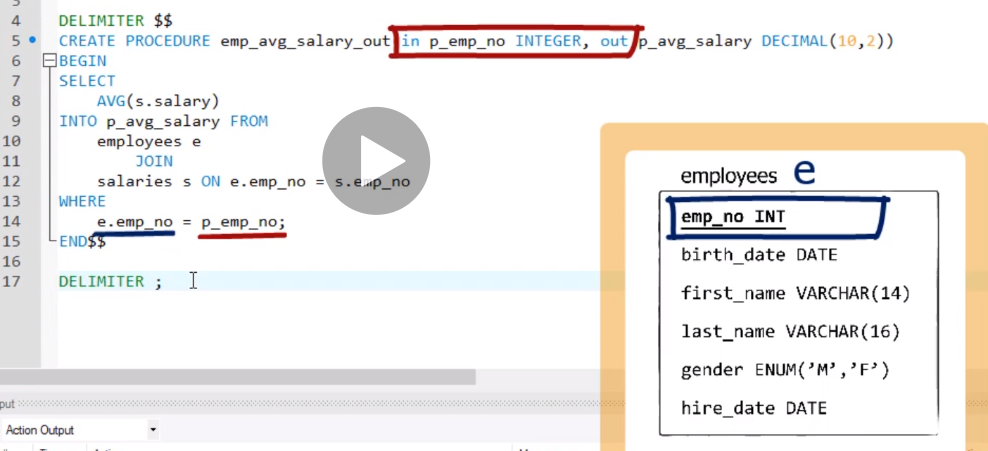 4 DELIMITER $$
5 CREATE PROCEDURE emp_avg_salary_out(in p_emp_no INTEGER, out p_avg_salary DECIMAL(10,2))
6 BEGIN
7 SELECT
8 AVG(s.salary)
9 INTO p_avg_salary FROM
10 employees e
11 JOIN
12 salaries s ON e.emp_no = s.emp_no
13 WHERE
14 e.emp_no = p_emp_no;
15 END$$
16
17 DELIMITER ;
put
Action Output
employees e
emp_no INT
birth_date DATE
first_name VARCHAR(14)
last_name VARCHAR(16)
gender ENUM(’M’,’F’)
hire_date DATE